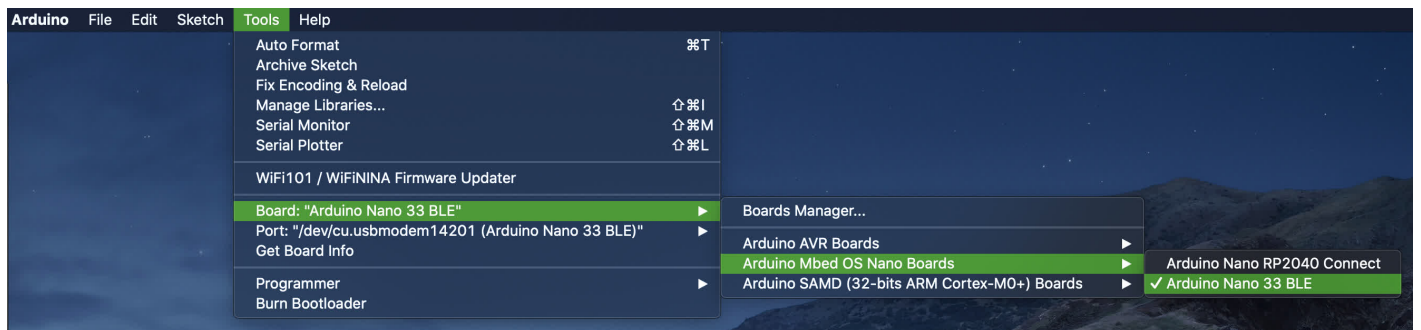 Arduino File Edit Sketch Tools Help
Auto Format ⌘T
Archive Sketch
Fix Encoding & Reload
Manage Libraries... ⇧⌘I
Serial Monitor ⇧⌘M
Serial Plotter ⇧⌘L
WiFi101 / WiFiNINA Firmware Updater
Board: "Arduino Nano 33 BLE" ▶
Port: "/dev/cu.usbmodem14201 (Arduino Nano 33 BLE)" ▶
Get Board Info
Programmer ▶
Burn Bootloader
Boards Manager...
Arduino AVR Boards ▶
Arduino Mbed OS Nano Boards ▶
Arduino SAMD (32-bits ARM Cortex-M0+) Boards ▶
Arduino Nano RP2040 Connect
✓ Arduino Nano 33 BLE